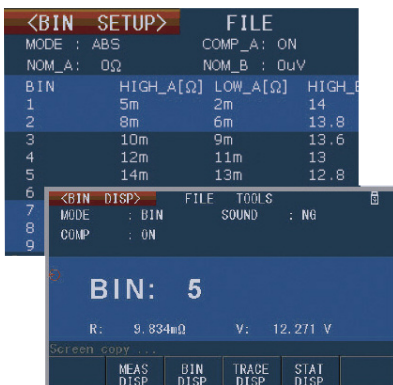 <BIN SETUP> FILE
MODE : ABS COMP_A: ON
NOM_A: 0Ω NOM_B : 0uV
BIN HIGH_A[Ω] LOW_A[Ω] HIGH_
1 5m 2m 14
2 8m 6m 13.8
3 10m 9m 13.6
4 12m 11m 13
5 14m 13m 12.8
6
7
8
9
<BIN DISP> FILE TOOLS
MODE : BIN SOUND : NG
COMP : ON
BIN: 5
R: 9.834mΩ V: 12.271 V
Screen copy ...
MEAS DISP BIN DISP TRACE DISP STAT DISP